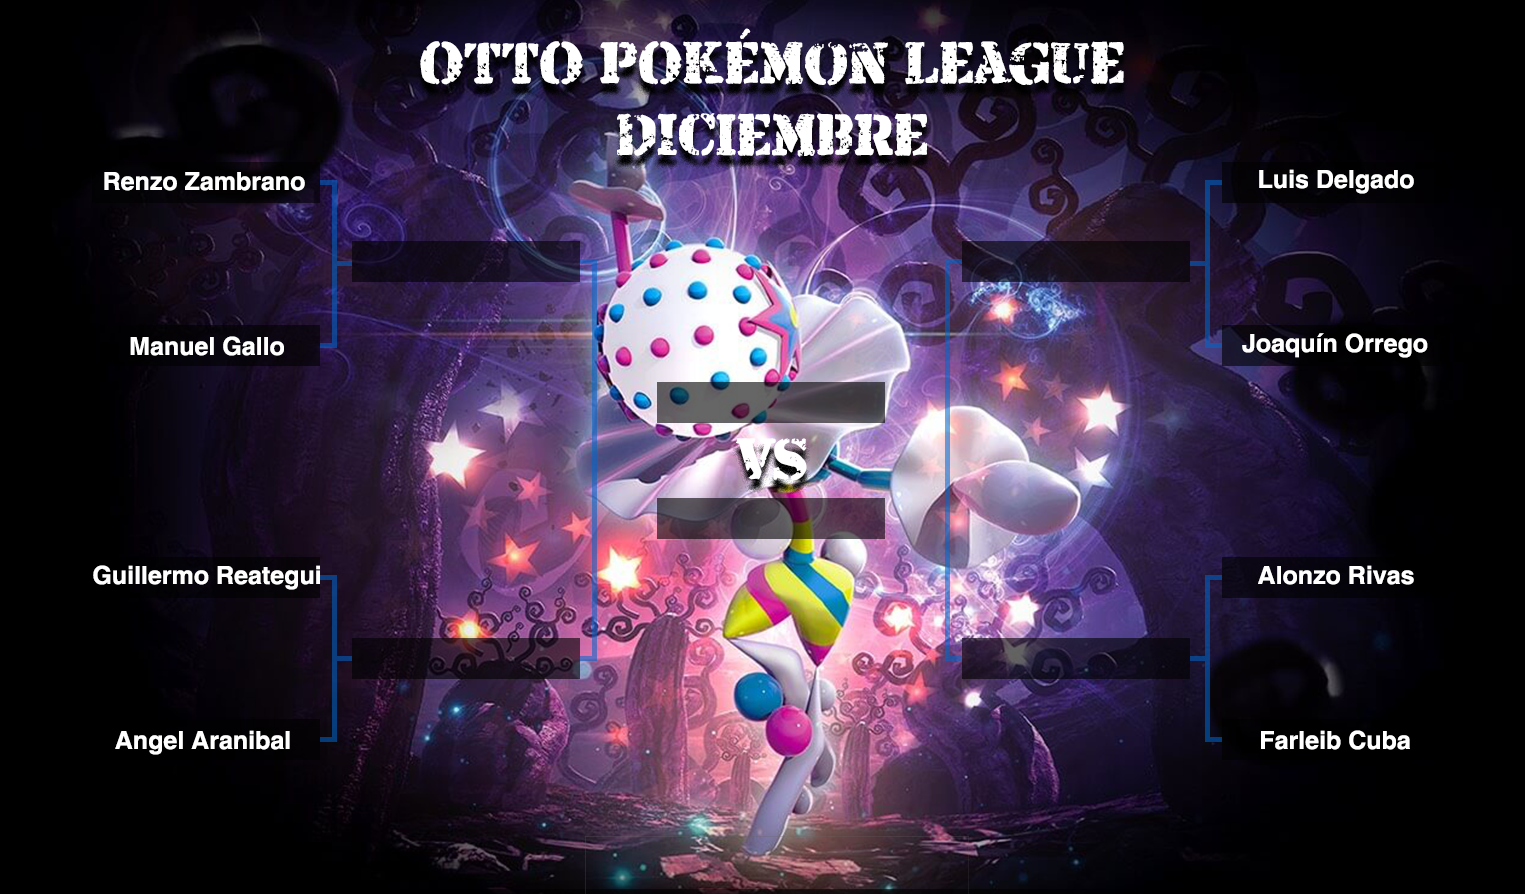 OTTO POKÉMON LEAGUE
DICIEMBRE
Renzo Zambrano
Luis Delgado
Manuel Gallo
Joaquín Orrego
VS
Guillermo Reategui
Alonzo Rivas
Angel Aranibal
Farleib Cuba